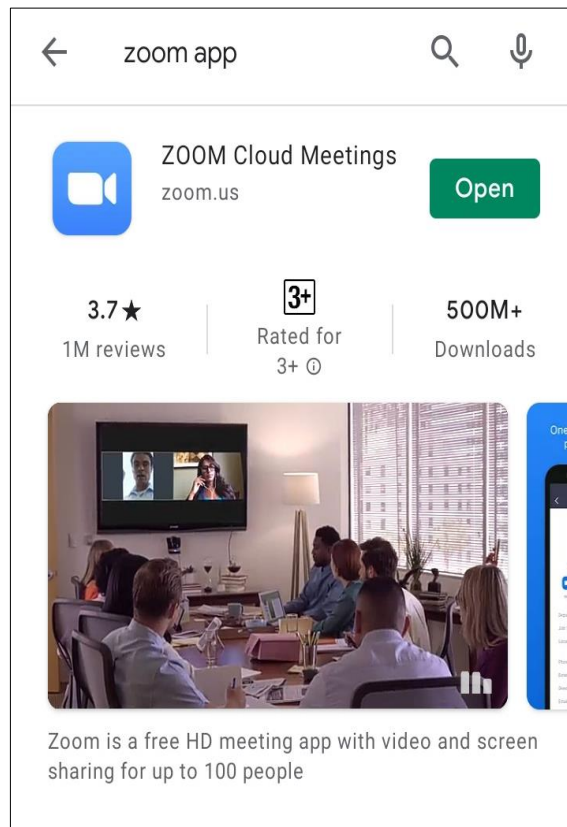 zoom app
ZOOM Cloud Meetings
zoom.us
Open
3.7★
1M reviews
3+
Rated for
3+
500M+
Downloads
One
Zoom is a free HD meeting app with video and screen
sharing for up to 100 people